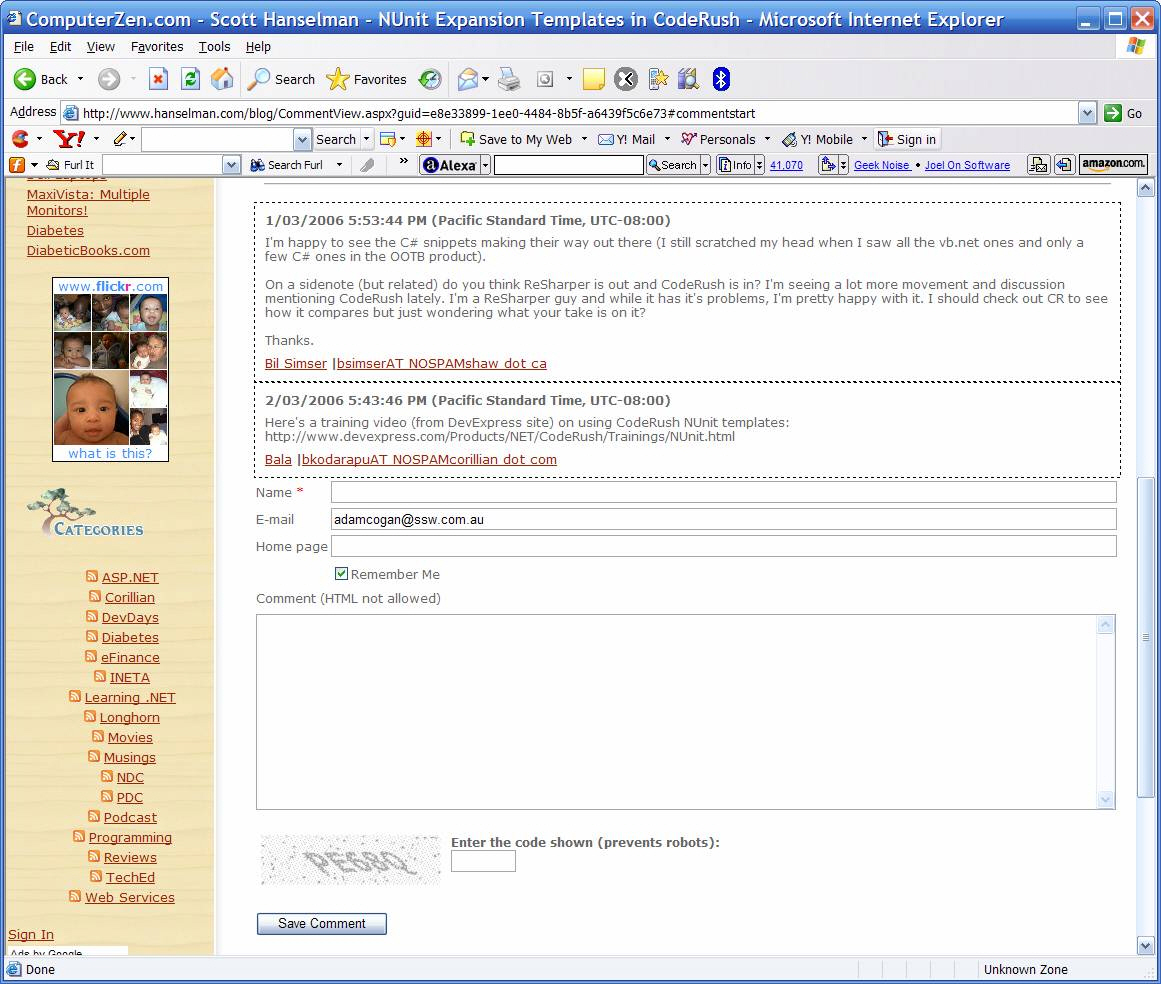 ComputerZen.com - Scott Hanselman - NUnit Expansion Templates in CodeRush - Microsoft Internet Explorer
File Edit View Favorites Tools Help
Back Search Favorites
Address http://www.hanselman.com/blog/CommentView.aspx?guid=e8e33899-1ee0-4484-8b5f-a6439f5c6e73#commentstart Go
Y! Search Save to My Web Y! Mail Personals Y! Mobile Sign in
f Furl It Search Furl » a Alexa Search Info 41,070 Geek Noise • Joel On Software amazon.com.
MaxiVista: Multiple
Monitors!
Diabetes
DiabeticBooks.com
www.flickr.com
what is this?
CATEGORIES
ASP.NET
Corillian
DevDays
Diabetes
eFinance
INETA
Learning .NET
Longhorn
Movies
Musings
NDC
PDC
Podcast
Programming
Reviews
TechEd
Web Services
Sign In
Ads by Google
1/03/2006 5:53:44 PM (Pacific Standard Time, UTC-08:00)
I'm happy to see the C# snippets making their way out there (I still scratched my head when I saw all the vb.net ones and only a
few C# ones in the OOTB product).
On a sidenote (but related) do you think ReSharper is out and CodeRush is in? I'm seeing a lot more movement and discussion
mentioning CodeRush lately. I'm a ReSharper guy and while it has it's problems, I'm pretty happy with it. I should check out CR to see
how it compares but just wondering what your take is on it?
Thanks.
Bil Simser |bsimserAT NOSPAMshaw dot ca
2/03/2006 5:43:46 PM (Pacific Standard Time, UTC-08:00)
Here's a training video (from DevExpress site) on using CodeRush NUnit templates:
http://www.devexpress.com/Products/NET/CodeRush/Trainings/NUnit.html
Bala |bkodarapuAT NOSPAMcorillian dot com
Name *
E-mail adamcogan@ssw.com.au
Home page
Remember Me
Comment (HTML not allowed)
Enter the code shown (prevents robots):
Save Comment
Done Unknown Zone